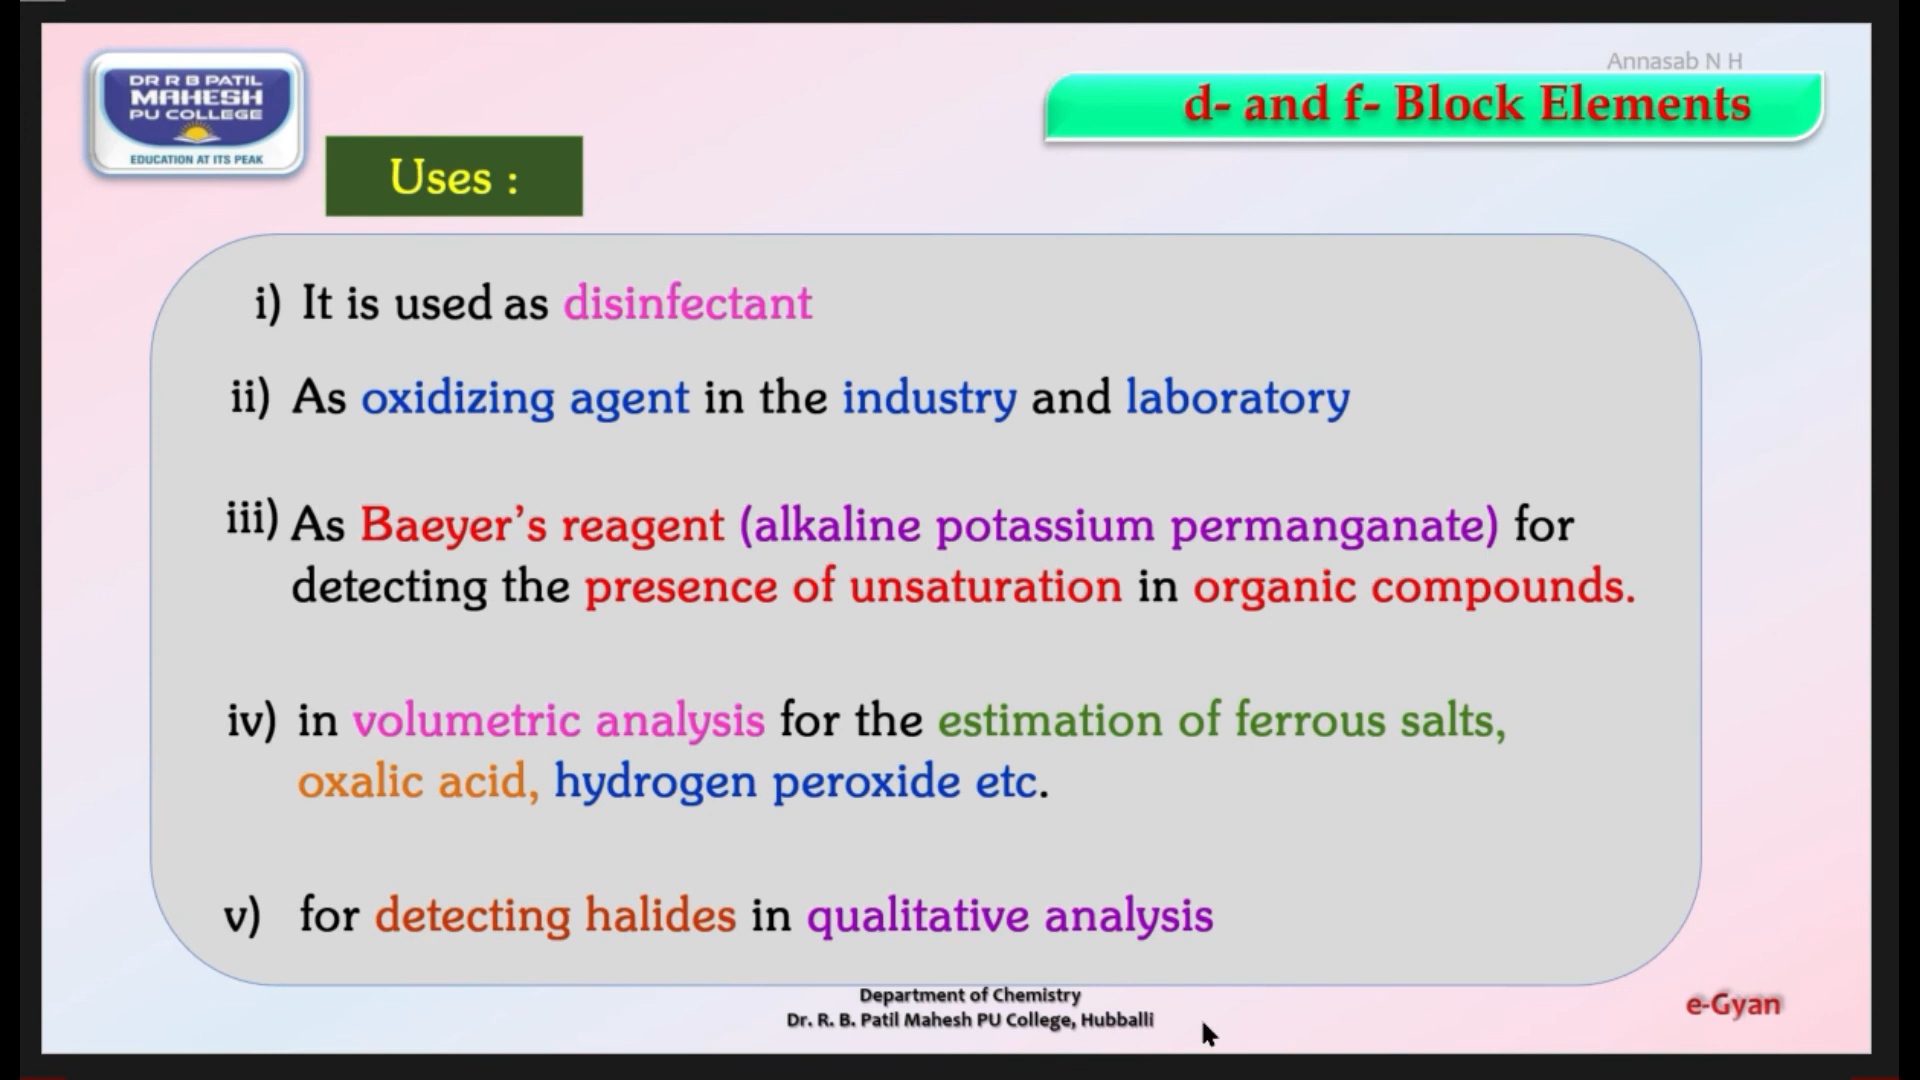 Annasab N H
DR R B PATIL
MAHESH
PU COLLEGE
EDUCATION AT ITS PEAK
d- and f- Block Elements
Uses :
i) It is used as disinfectant
ii) As oxidizing agent in the industry and laboratory
iii) As Baeyer's reagent (alkaline potassium permanganate) for
detecting the presence of unsaturation in organic compounds.
iv) in volumetric analysis for the estimation of ferrous salts,
oxalic acid, hydrogen peroxide etc.
v) for detecting halides in qualitative analysis
Department of Chemistry
Dr. R. B. Patil Mahesh PU College, Hubballi
e-Gyan